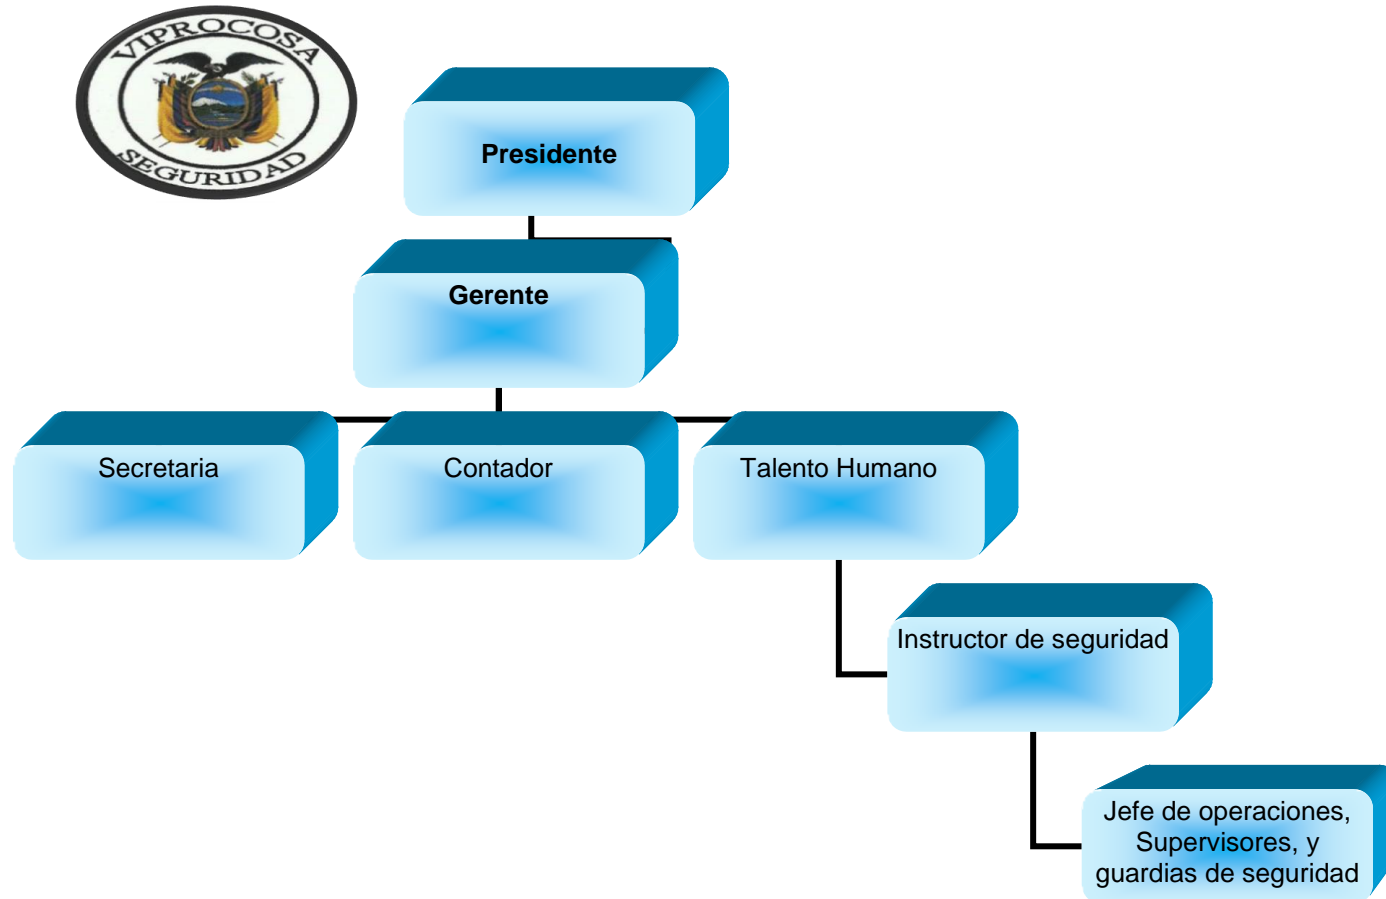 VIPROCOSA
SEGURIDAD
Presidente
Gerente
Secretaria
Contador
Talento Humano
Instructor de seguridad
Jefe de operaciones,
Supervisores, y
guardias de seguridad